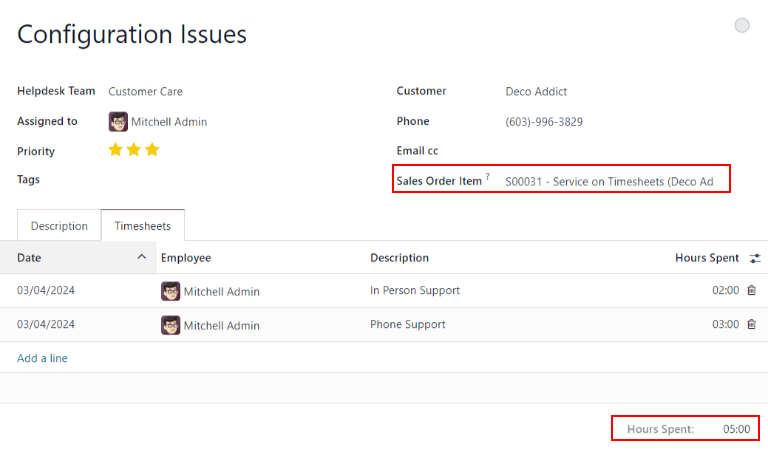 Configuration Issues
Helpdesk Team Customer Care
Customer Deco Addict
Assigned to Mitchell Admin
Phone (603)-996-3829
Priority
Email cc
Tags
Sales Order Item ? S00031 - Service on Timesheets (Deco Ad
Description Timesheets
Date Employee Description Hours Spent
03/04/2024 Mitchell Admin In Person Support 02:00
03/04/2024 Mitchell Admin Phone Support 03:00
Add a line
Hours Spent: 05:00